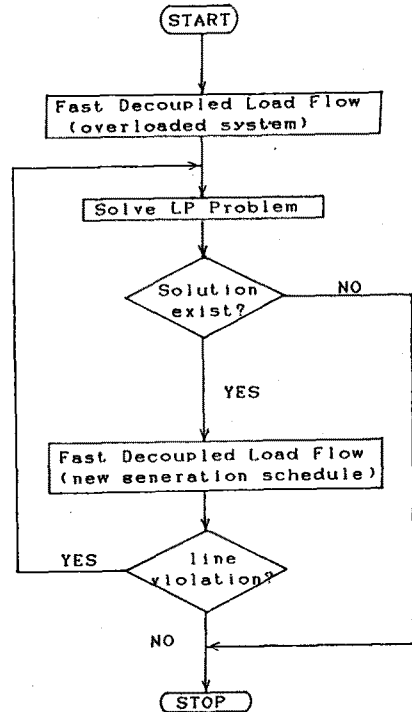 START
Fast Decoupled Load Flow
(overloaded system)
Solve LP Problem
Solution
exist?
NO
YES
Fast Decoupled Load Flow
(new generation schedule)
YES
line
violation?
NO
STOP